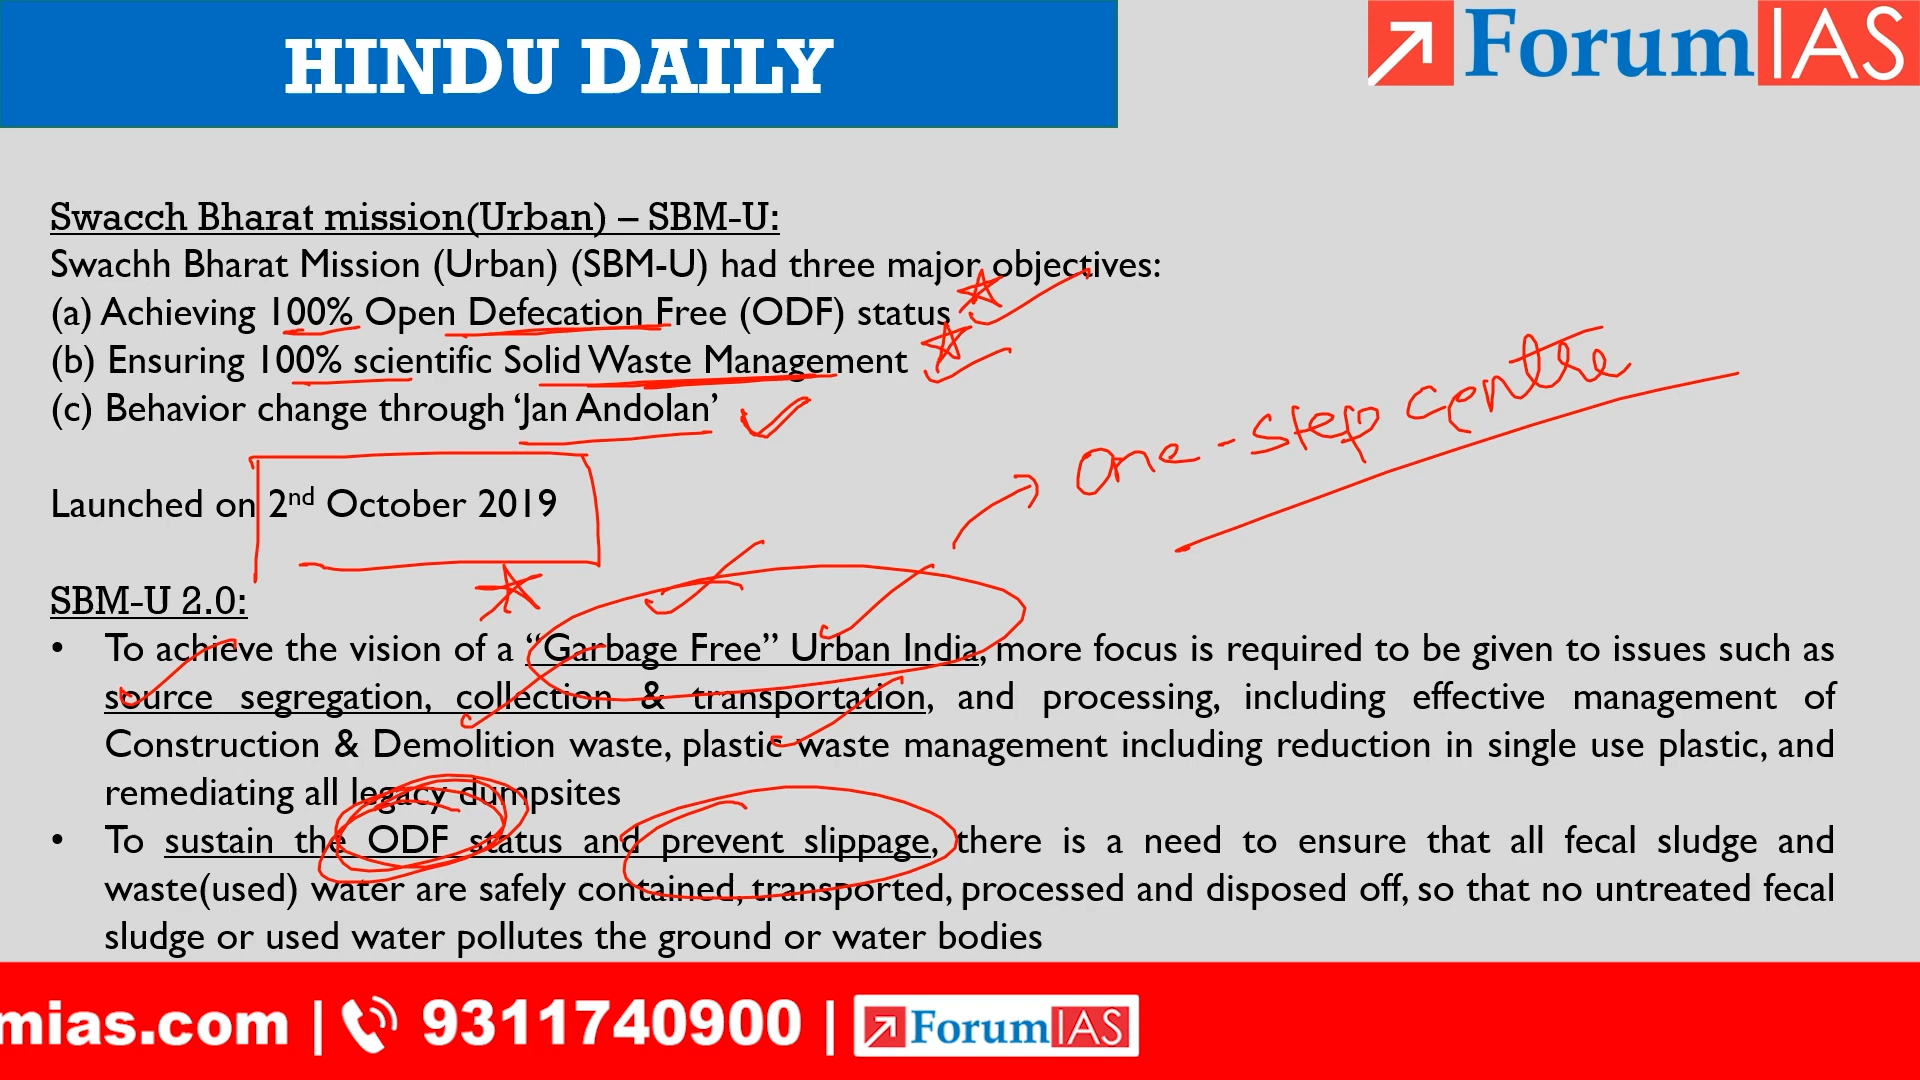 HINDU DAILY
ForumIAS
Swacch Bharat mission(Urban) – SBM-U:
Swachh Bharat Mission (Urban) (SBM-U) had three major objectives:
(a) Achieving 100% Open Defecation Free (ODF) status
(b) Ensuring 100% scientific Solid Waste Management
(c) Behavior change through ‘Jan Andolan’
One-step centre
Launched on 2nd October 2019
SBM-U 2.0:
• To achieve the vision of a “Garbage Free” Urban India, more focus is required to be given to issues such as
source segregation, collection & transportation, and processing, including effective management of
Construction & Demolition waste, plastic waste management including reduction in single use plastic, and
remediating all legacy dumpsites
• To sustain the ODF status and prevent slippage, there is a need to ensure that all fecal sludge and
waste(used) water are safely contained, transported, processed and disposed off, so that no untreated fecal
sludge or used water pollutes the ground or water bodies
mias.com | 9311740900 | ForumIAS